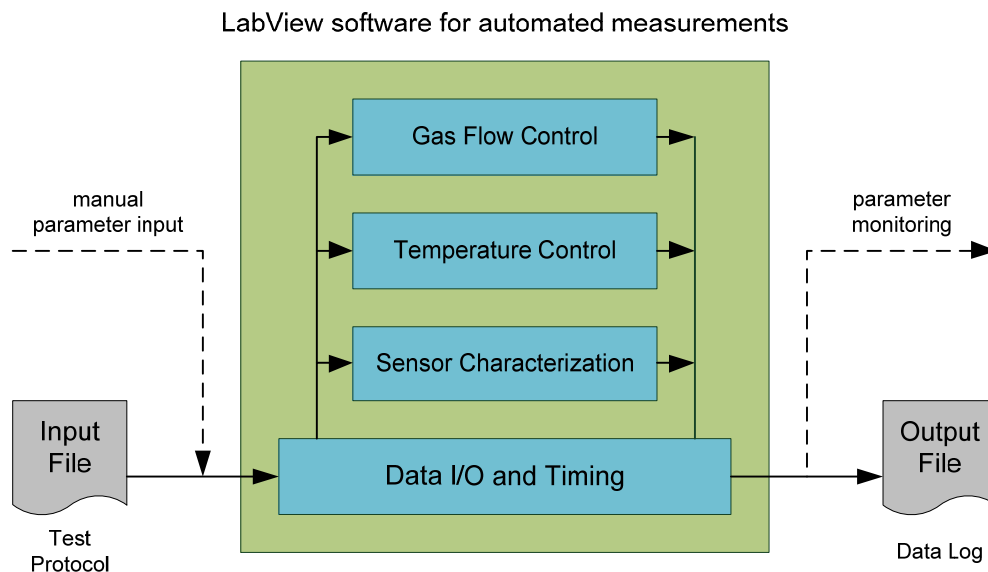 LabView software for automated measurements
Gas Flow Control
manual
parameter input
parameter
monitoring
Temperature Control
Sensor Characterization
Input
File
Data I/O and Timing
Output
File
Test
Protocol
Data Log